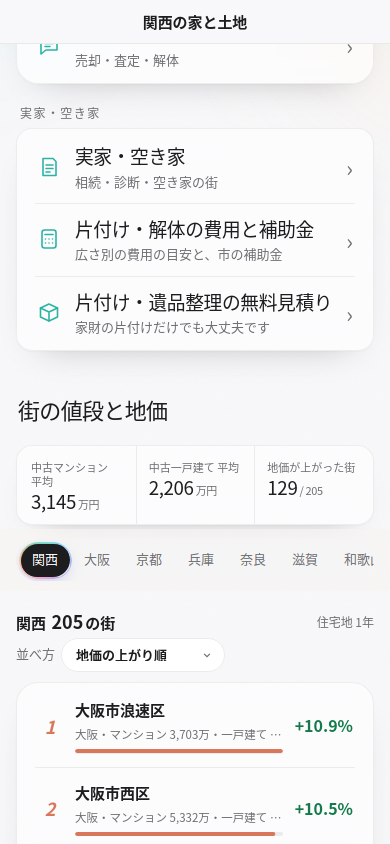 関西の家と土地
売却・査定・解体
実家・空き家
実家・空き家
相続・診断・空き家の街
片付け・解体の費用と補助金
広さ別の費用の目安と、市の補助金
片付け・遺品整理の無料見積り
家財の片付けだけでも大丈夫です
街の値段と地価
中古マンション 平均
3,145万円
中古一戸建て 平均
2,206万円
地価が上がった街
129 / 205
関西 大阪 京都 兵庫 奈良 滋賀 和歌山
関西 205の街
住宅地 1年
並べ方 地価の上がり順
1 大阪市浪速区 +10.9%
大阪・マンション 3,703万・一戸建て …
2 大阪市西区 +10.5%
大阪・マンション 5,332万・一戸建て …